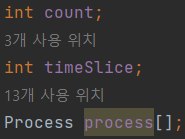 int count;
3개 사용 위치
int timeSlice;
13개 사용 위치
Process process[];